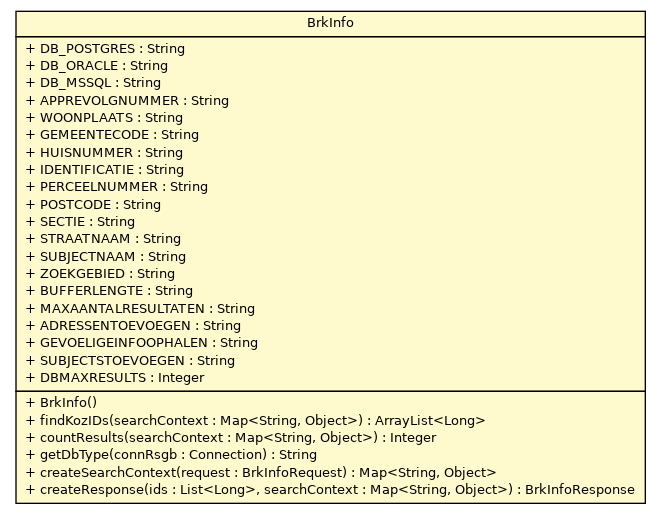 BrkInfo
+ DB_POSTGRES : String
+ DB_ORACLE : String
+ DB_MSSQL : String
+ APPREVOLGNUMMER : String
+ WOONPLAATS : String
+ GEMEENTECODE : String
+ HUISNUMMER : String
+ IDENTIFICATIE : String
+ PERCEELNUMMER : String
+ POSTCODE : String
+ SECTIE : String
+ STRAATNAAM : String
+ SUBJECTNAAM : String
+ ZOEKGEBIED : String
+ BUFFERLENGTE : String
+ MAXAANTALRESULTATEN : String
+ ADRESSENTOEVOEGEN : String
+ GEVOELIGEINFOOPHALEN : String
+ SUBJECTSTOEVOEGEN : String
+ DBMAXRESULTS : Integer
+ BrkInfo()
+ findKozIDs(searchContext : Map<String, Object>) : ArrayList<Long>
+ countResults(searchContext : Map<String, Object>) : Integer
+ getDbType(connRsgb : Connection) : String
+ createSearchContext(request : BrkInfoRequest) : Map<String, Object>
+ createResponse(ids : List<Long>, searchContext : Map<String, Object>) : BrkInfoResponse